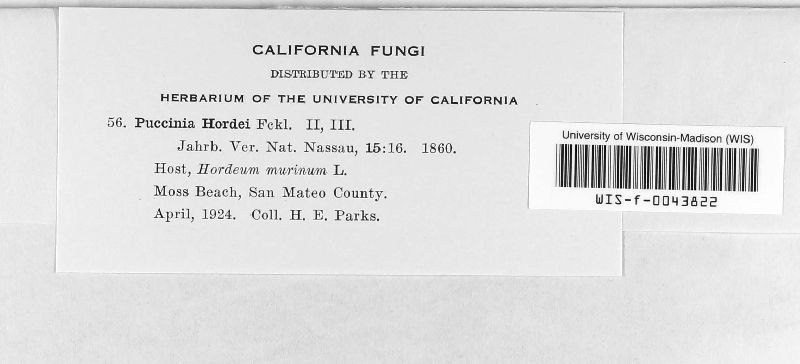 CALIFORNIA FUNGI
DISTRIBUTED BY THE
HERBARIUM OF THE UNIVERSITY OF CALIFORNIA
56. Puccinia Hordei Fckl. II, III.
Jahrb. Ver. Nat. Nassau, 15:16. 1860.
Host, Hordeum murinum L.
Moss Beach, San Mateo County.
April, 1924. Coll. H. E. Parks.
University of Wisconsin-Madison (WIS)
WIS-f-0043822